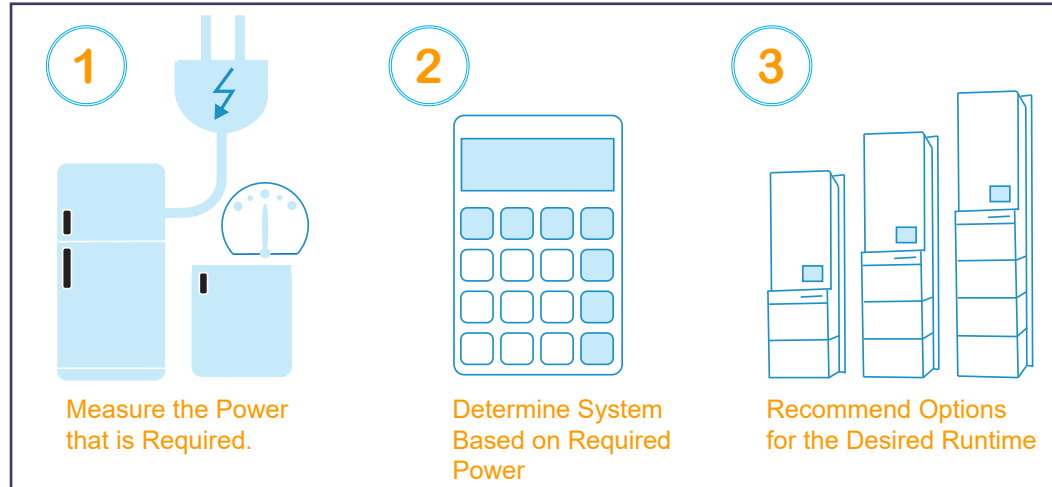 1
Measure the Power
that is Required.
2
Determine System
Based on Required
Power
3
Recommend Options
for the Desired Runtime